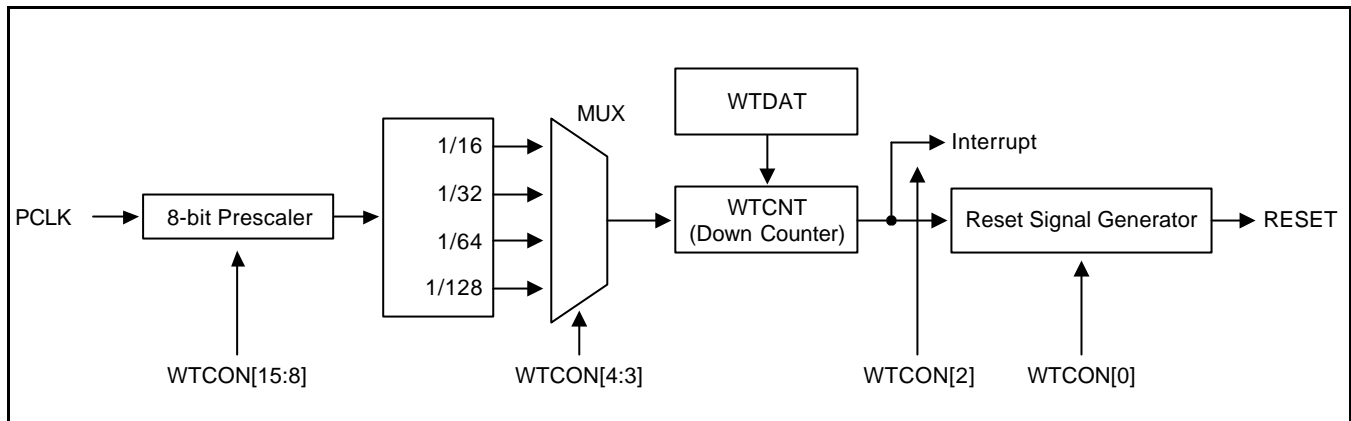 WTDAT
MUX
1/16
Interrupt
1/32
PCLK
8-bit Prescaler
WTCNT
(Down Counter)
Reset Signal Generator
RESET
1/64
1/128
WTCON[15:8]
WTCON[4:3]
WTCON[2]
WTCON[0]